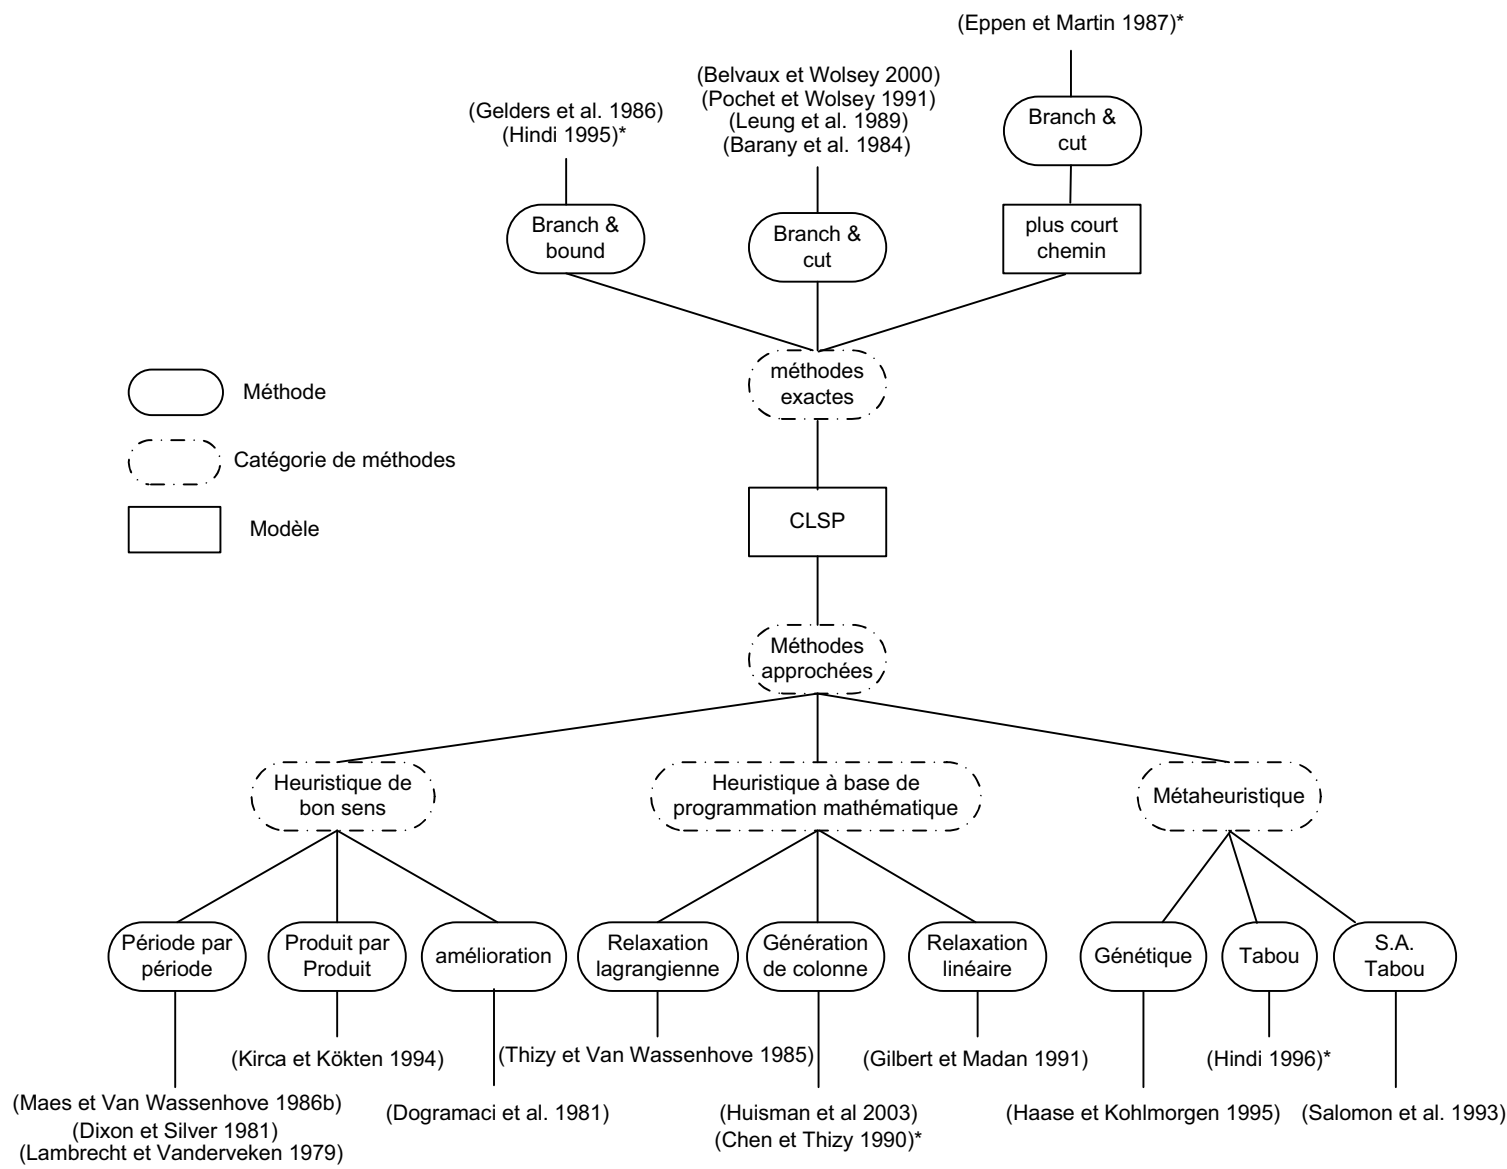 (Eppen et Martin 1987)*
(Belvaux et Wolsey 2000)
(Pochet et Wolsey 1991)
(Leung et al. 1989)
(Barany et al. 1984)
(Gelders et al. 1986)
(Hindi 1995)*
Branch &
cut
Branch &
bound
Branch &
cut
plus court
chemin
méthodes
exactes
Méthode
Catégorie de méthodes
Modèle
CLSP
Méthodes
approchées
Heuristique de
bon sens
Heuristique à base de
programmation mathématique
Métaheuristique
Période par
période
Produit par
Produit
amélioration
Relaxation
lagrangienne
Génération
de colonne
Relaxation
linéaire
Génétique
Tabou
S.A.
Tabou
(Kirca et Kökten 1994)
(Thizy et Van Wassenhove 1985)
(Gilbert et Madan 1991)
(Hindi 1996)*
(Maes et Van Wassenhove 1986b)
(Dixon et Silver 1981)
(Lambrecht et Vanderveken 1979)
(Dogramaci et al. 1981)
(Huisman et al 2003)
(Chen et Thizy 1990)*
(Haase et Kohlmorgen 1995)
(Salomon et al. 1993)